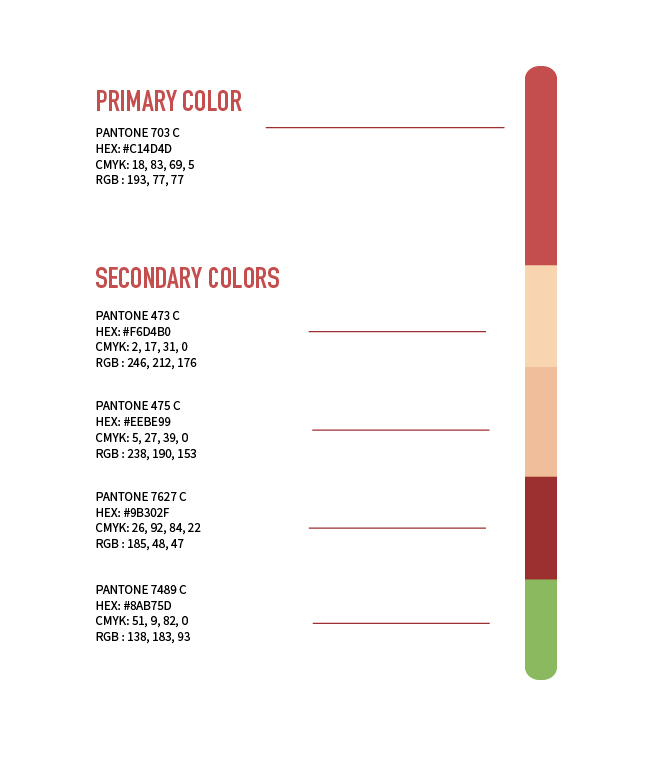 PRIMARY COLOR
PANTONE 703 C
HEX: #C14D4D
CMYK: 18, 83, 69, 5
RGB : 193, 77, 77
SECONDARY COLORS
PANTONE 473 C
HEX: #F6D4B0
CMYK: 2, 17, 31, 0
RGB : 246, 212, 176
PANTONE 475 C
HEX: #EEBE99
CMYK: 5, 27, 39, 0
RGB : 238, 190, 153
PANTONE 7627 C
HEX: #9B302F
CMYK: 26, 92, 84, 22
RGB : 185, 48, 47
PANTONE 7489 C
HEX: #8AB75D
CMYK: 51, 9, 82, 0
RGB : 138, 183, 93